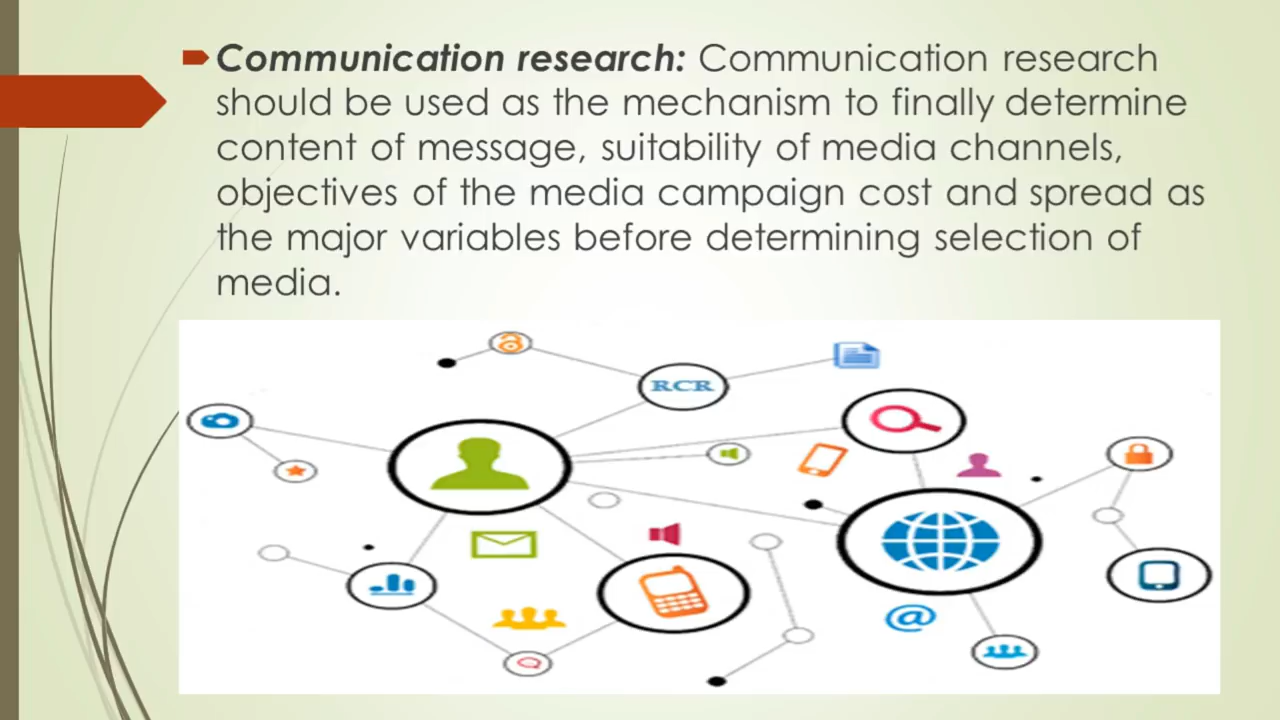 Communication research: Communication research
should be used as the mechanism to finally determine
content of message, suitability of media channels,
objectives of the media campaign cost and spread as
the major variables before determining selection of
media.
RCR
@